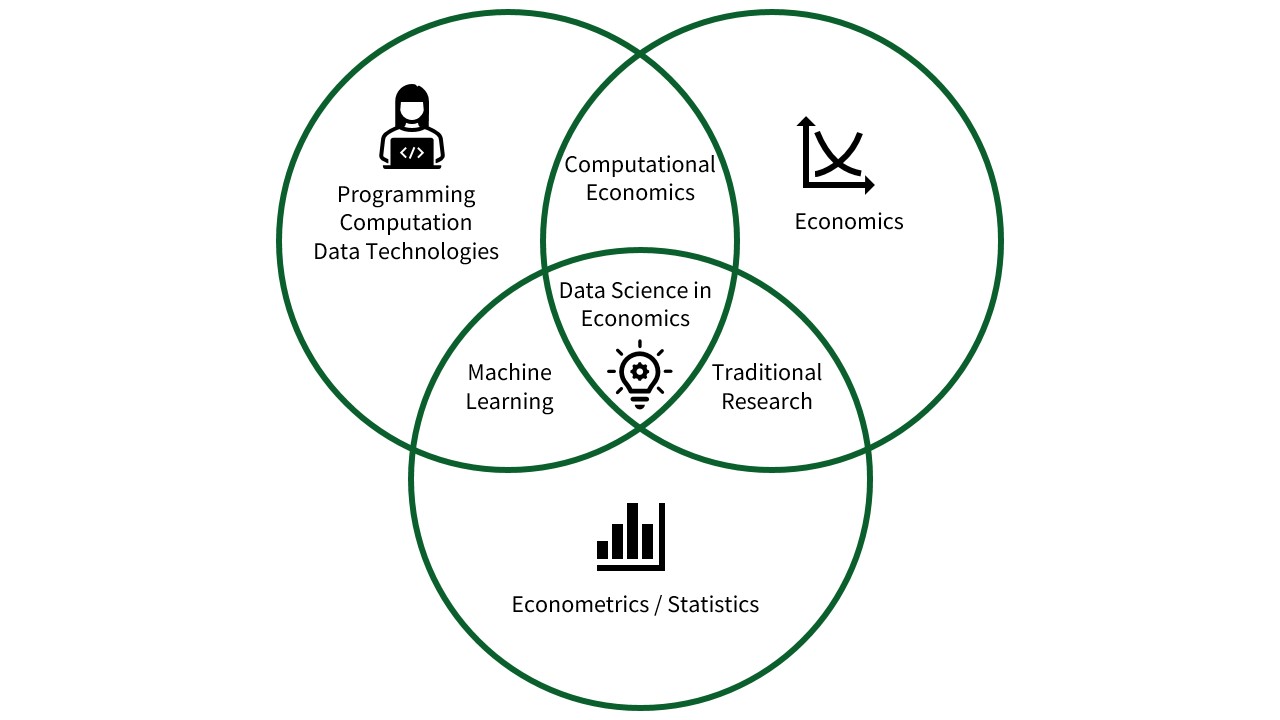 Programming
Computation
Data Technologies
</>
Computational
Economics
Economics
Data Science in
Economics
Machine
Learning
Traditional
Research
Econometrics / Statistics